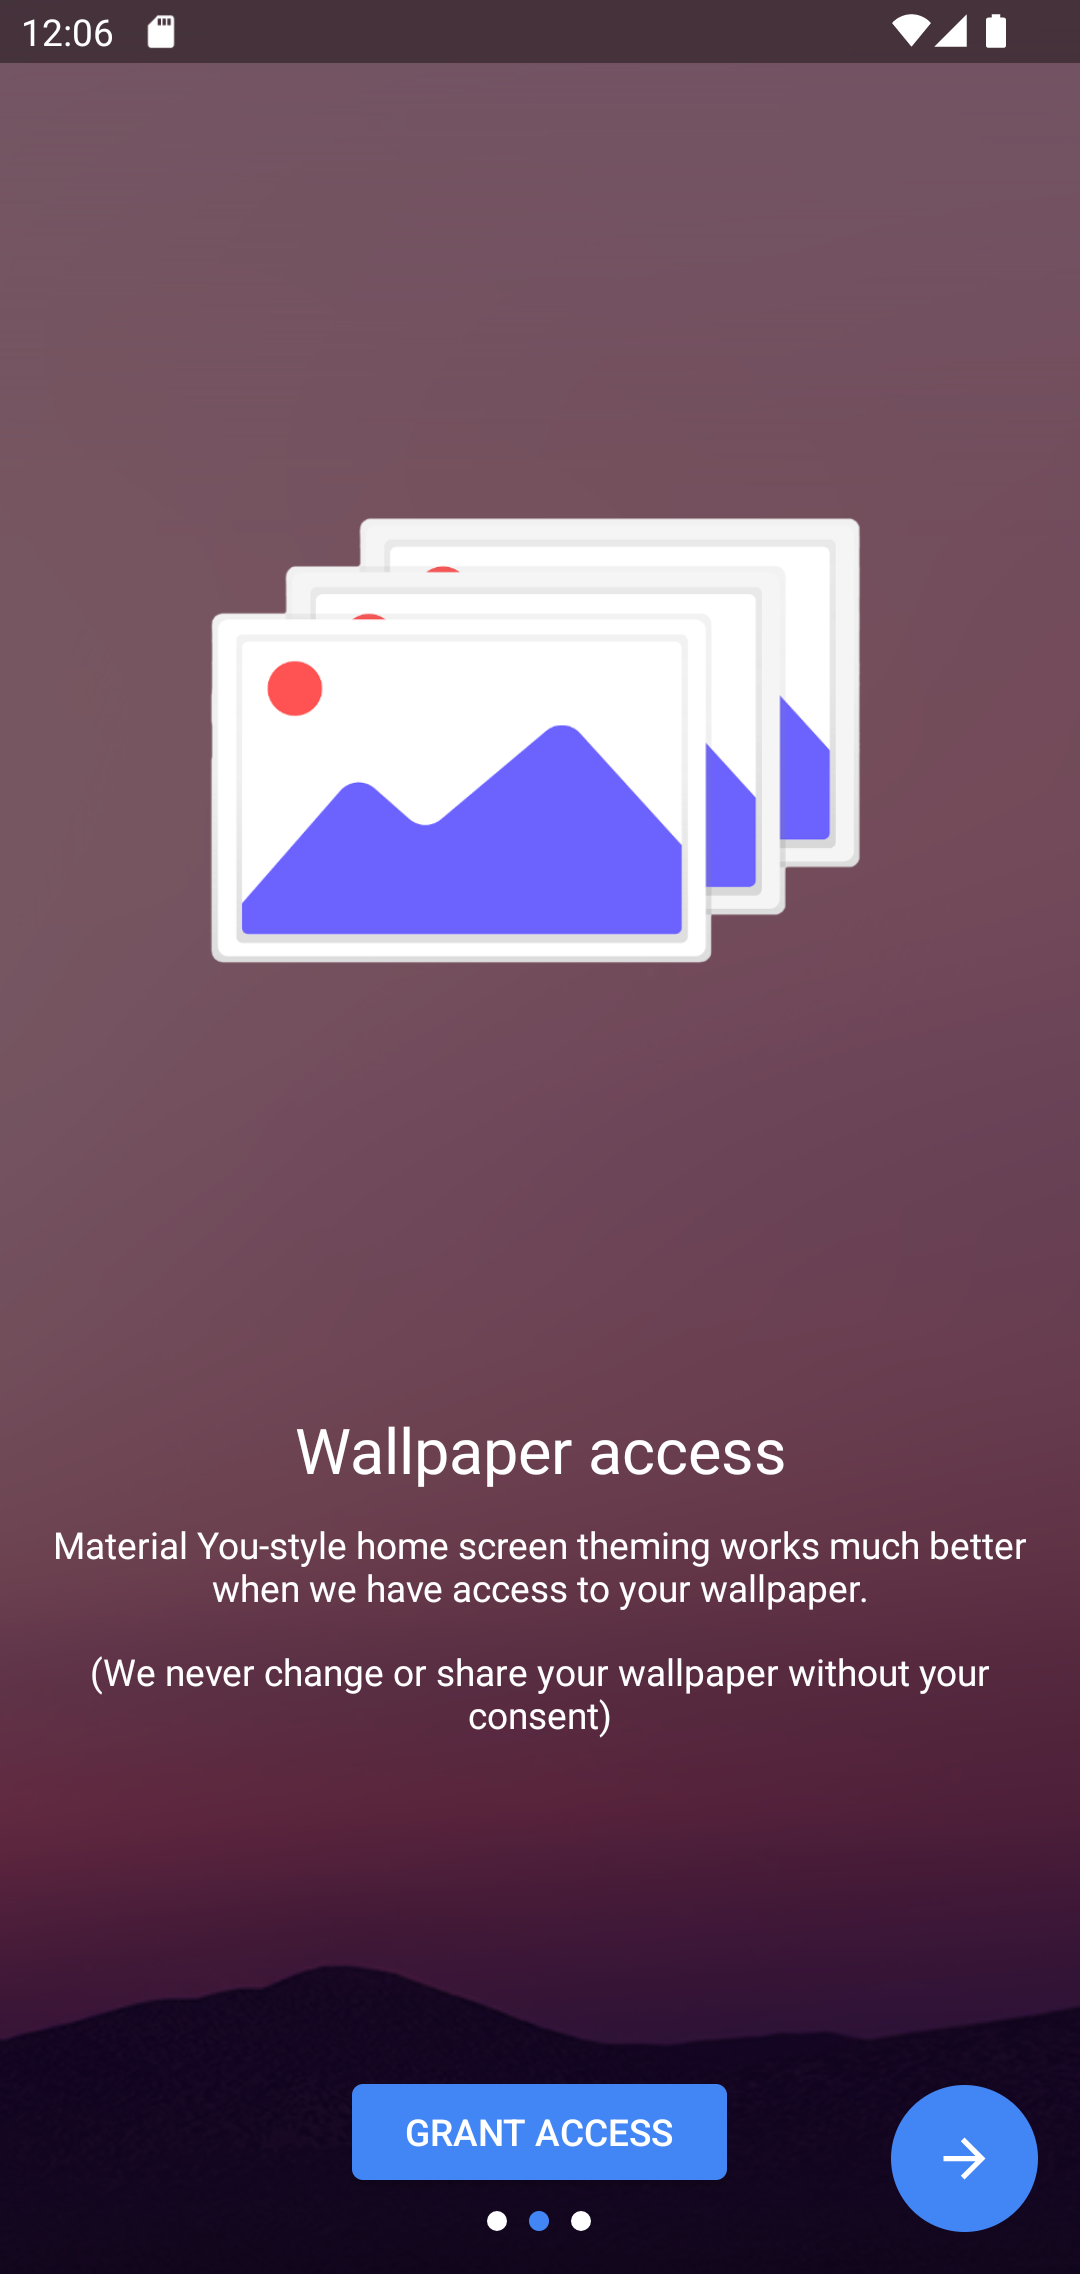 12:06
Wallpaper access
Material You-style home screen theming works much better
when we have access to your wallpaper.
(We never change or share your wallpaper without your
consent)
GRANT ACCESS